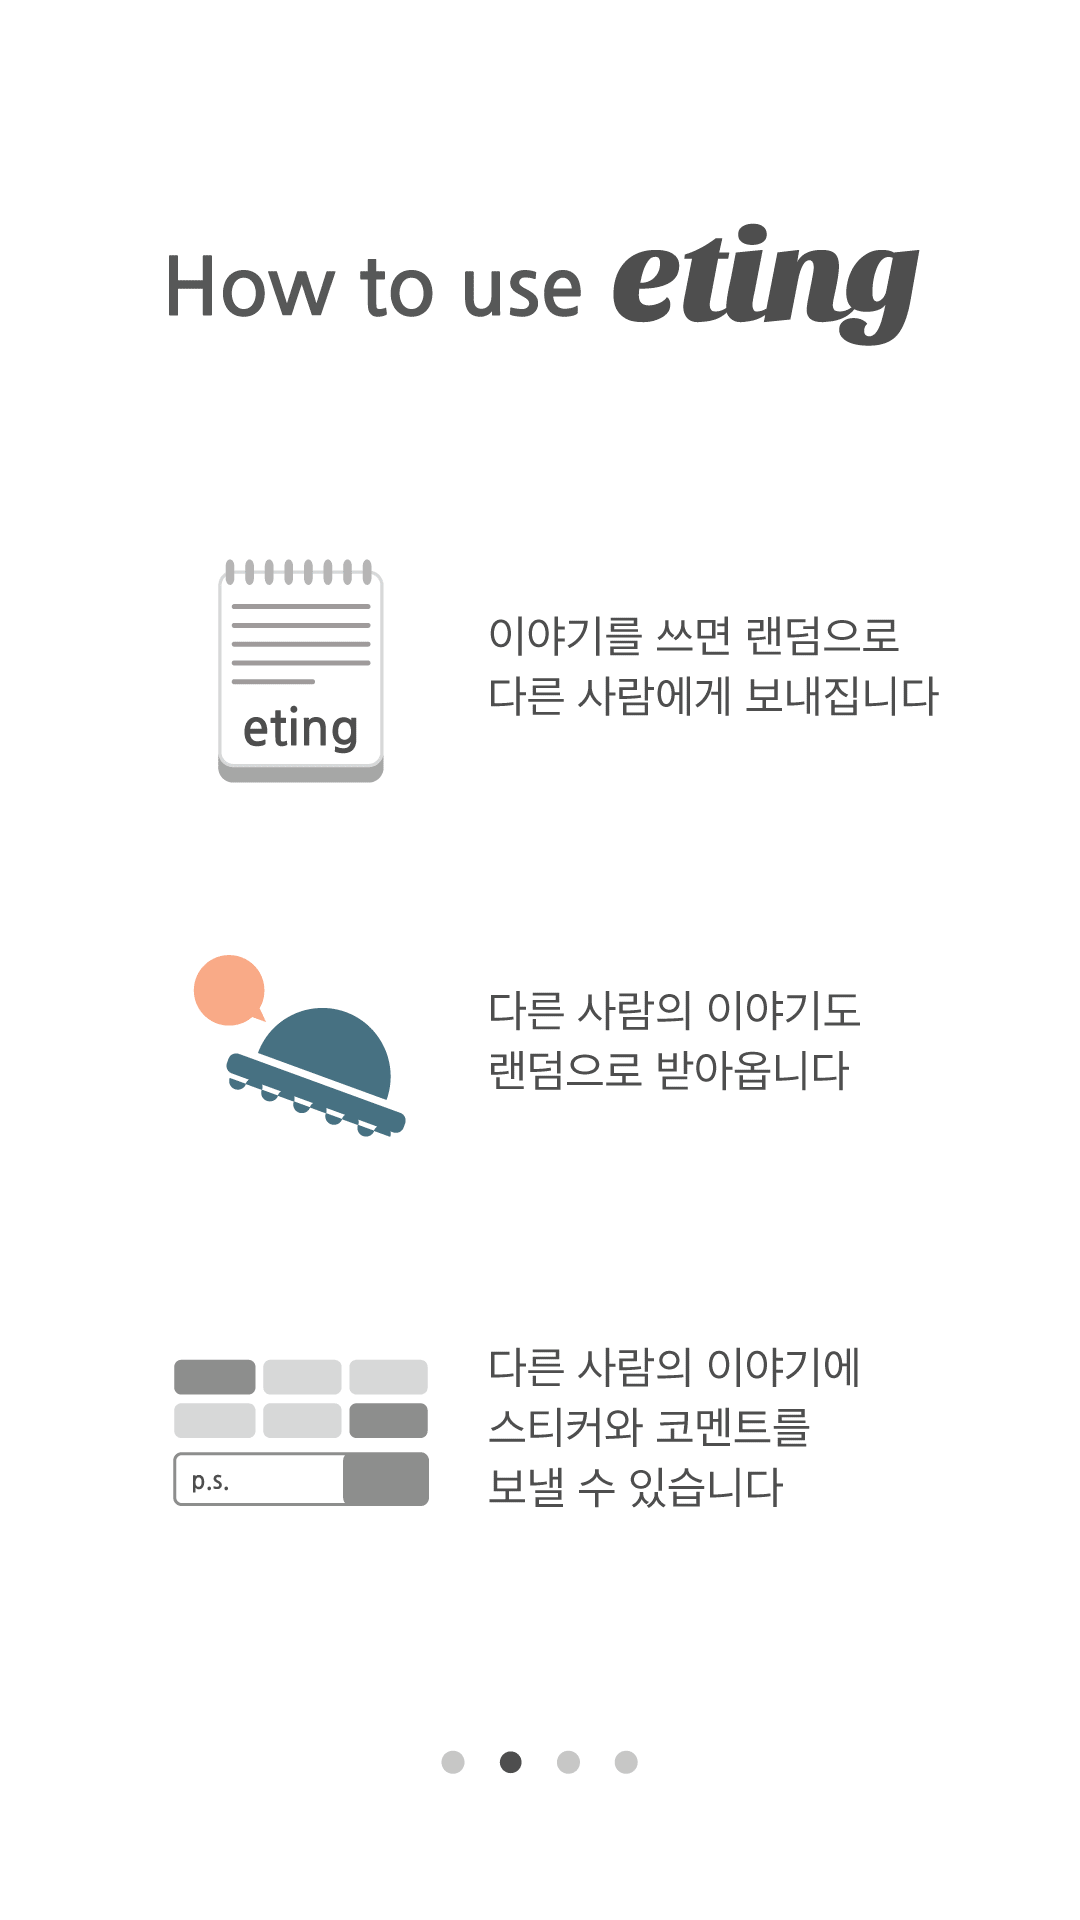 How to use eting
eting
이야기를 쓰면 랜덤으로
다른 사람에게 보내집니다
다른 사람의 이야기도
랜덤으로 받아옵니다
p.s.
다른 사람의 이야기에
스티커와 코멘트를
보낼 수 있습니다